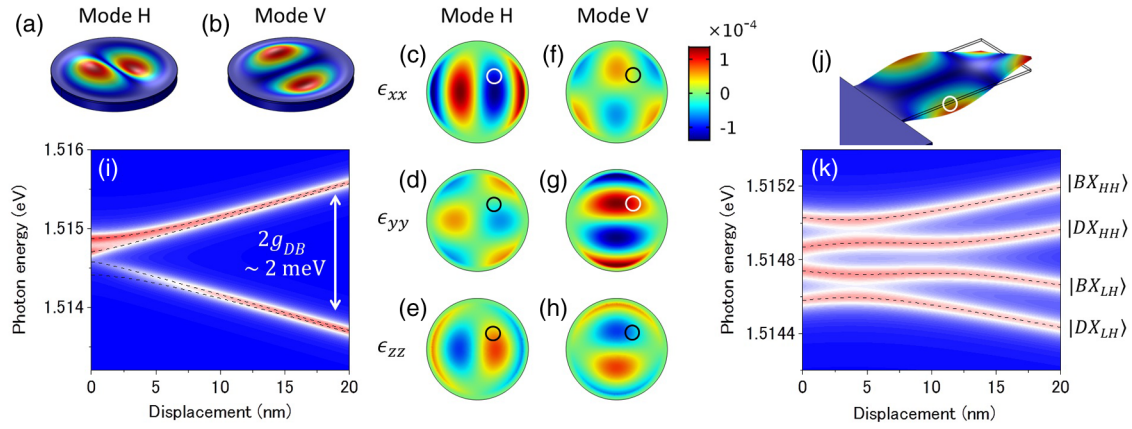 Mode H
Mode V
Mode H
Mode V
(a)
(b)
(c)
(f)
×10⁻⁴
1
0
-1
(j)
ϵxx
(d)
(g)
ϵyy
(e)
(h)
ϵzz
(i)
1.516
1.515
1.514
Photon energy (eV)
2gDB
~ 2 meV
0
5
10
15
20
Displacement (nm)
(k)
1.5152
1.5148
1.5144
Photon energy (eV)
|BXHH⟩
|DXHH⟩
|BXLH⟩
|DXLH⟩
0
5
10
15
20
Displacement (nm)